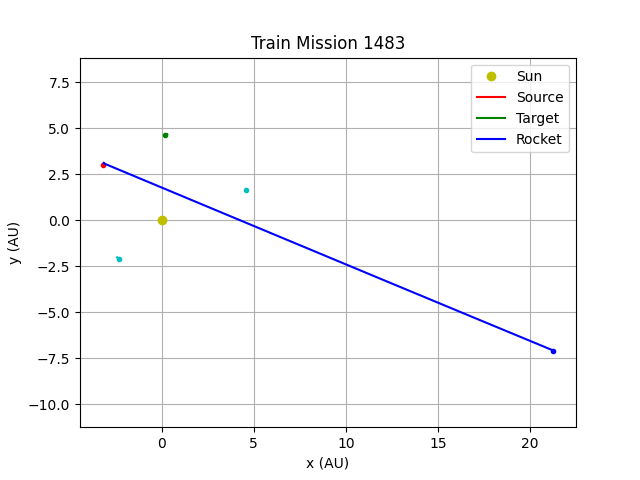 Train Mission 1483
Sun
Source
Target
Rocket
7.5
5.0
2.5
0.0
−2.5
−5.0
−7.5
−10.0
y (AU)
0 5 10 15 20
x (AU)